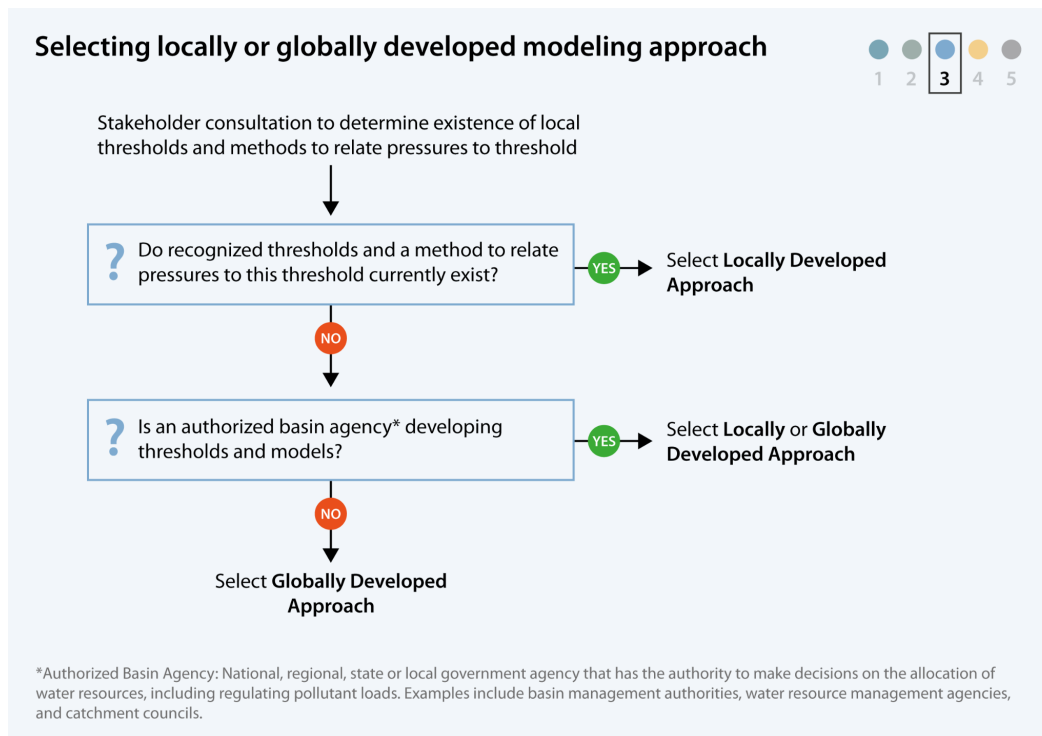 Selecting locally or globally developed modeling approach
1 2 3 4 5
Stakeholder consultation to determine existence of local
thresholds and methods to relate pressures to threshold
? Do recognized thresholds and a method to relate
pressures to this threshold currently exist?
YES
Select Locally Developed
Approach
NO
? Is an authorized basin agency* developing
thresholds and models?
YES
Select Locally or Globally
Developed Approach
NO
Select Globally Developed
Approach
*Authorized Basin Agency: National, regional, state or local government agency that has the authority to make decisions on the allocation of
water resources, including regulating pollutant loads. Examples include basin management authorities, water resource management agencies,
and catchment councils.